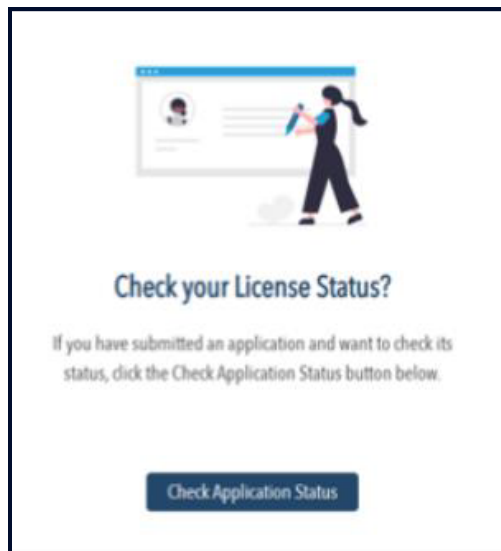 Check your License Status?
If you have submitted an application and want to check its
status, click the Check Application Status button below.
Check Application Status